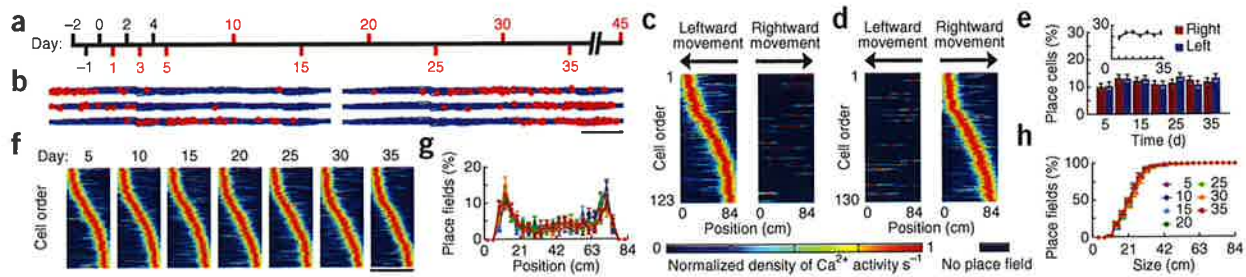 a
−2 0 2 4 10 20 30 45
Day:
−1 1 3 5 15 25 35
b
c
Leftward movement
Rightward movement
1
Cell order
123
0 84 0 84
Position (cm)
d
Leftward movement
Rightward movement
1
Cell order
130
0 84 0 84
Position (cm)
0 1
Normalized density of Ca2+ activity s−1
No place field
e
Place cells (%)
30
20
10
0
30
0
0 35
Right
Left
5 15 25 35
Time (d)
f
Day: 5 10 15 20 25 30 35
Cell order
g
Place fields (%)
20
10
0
0 21 42 63 84
Position (cm)
h
Place fields (%)
100
50
0
5 25
10 30
15 35
20
0 21 42 63 84
Size (cm)